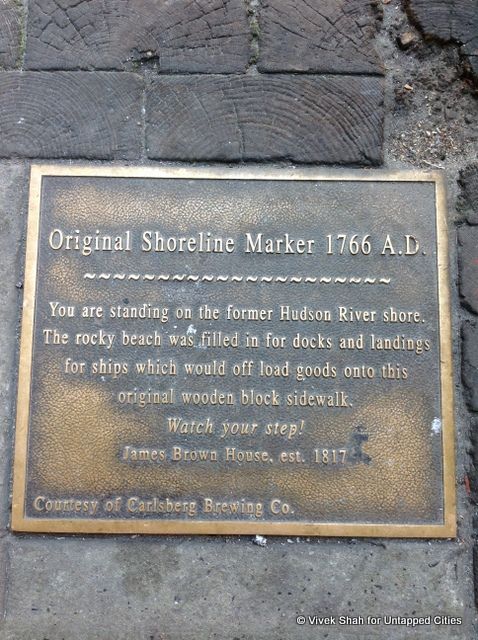 Original Shoreline Marker 1766 A.D.
~~~~~~~~~~~~~~~~~~~~~~~
You are standing on the former Hudson River shore.
The rocky beach was filled in for docks and landings
for ships which would off load goods onto this
original wooden block sidewalk.
Watch your step!
James Brown House, est. 1817
Courtesy of Carlsberg Brewing Co.
© Vivek Shah for Untapped Cities